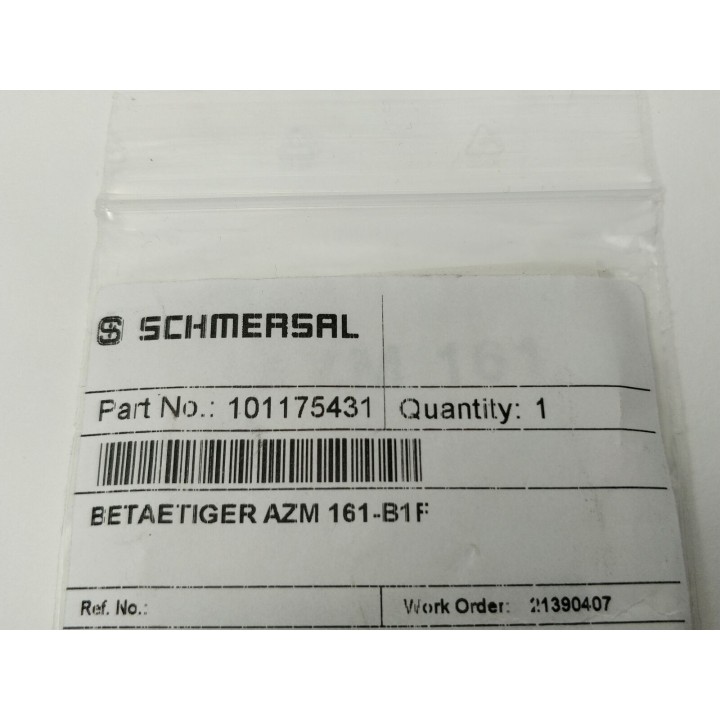 SCHMERSAL
Part No.: 101175431
Quantity: 1
BETAETIGER AZM 161-B1F
Ref. No.:
Work Order: 21390407